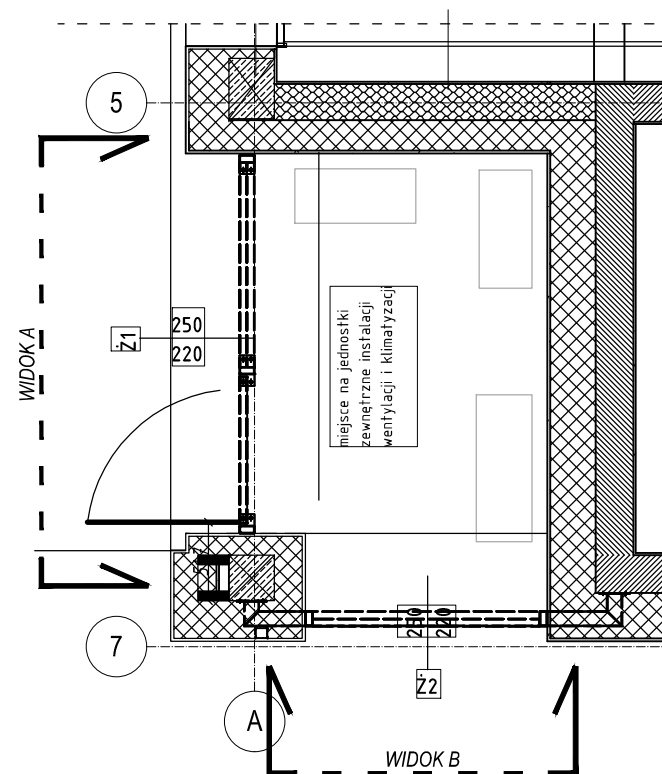 5
WIDOK A
Ż1
250
220
miejsce na jednostki
zewnętrzne instalacji
wentylacji i klimatyzacji
7
250
220
Ż2
A
WIDOK B